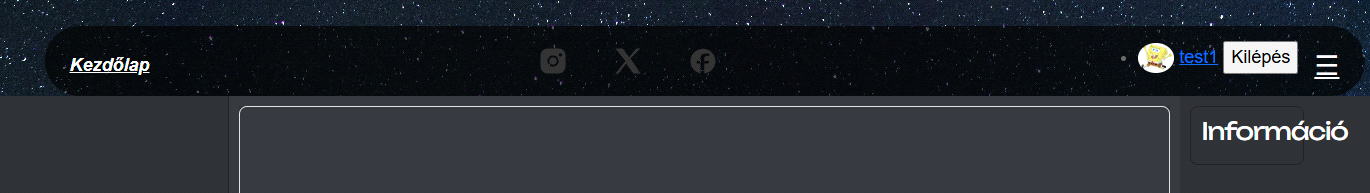 Kezdőlap
test1
Kilépés
Információ